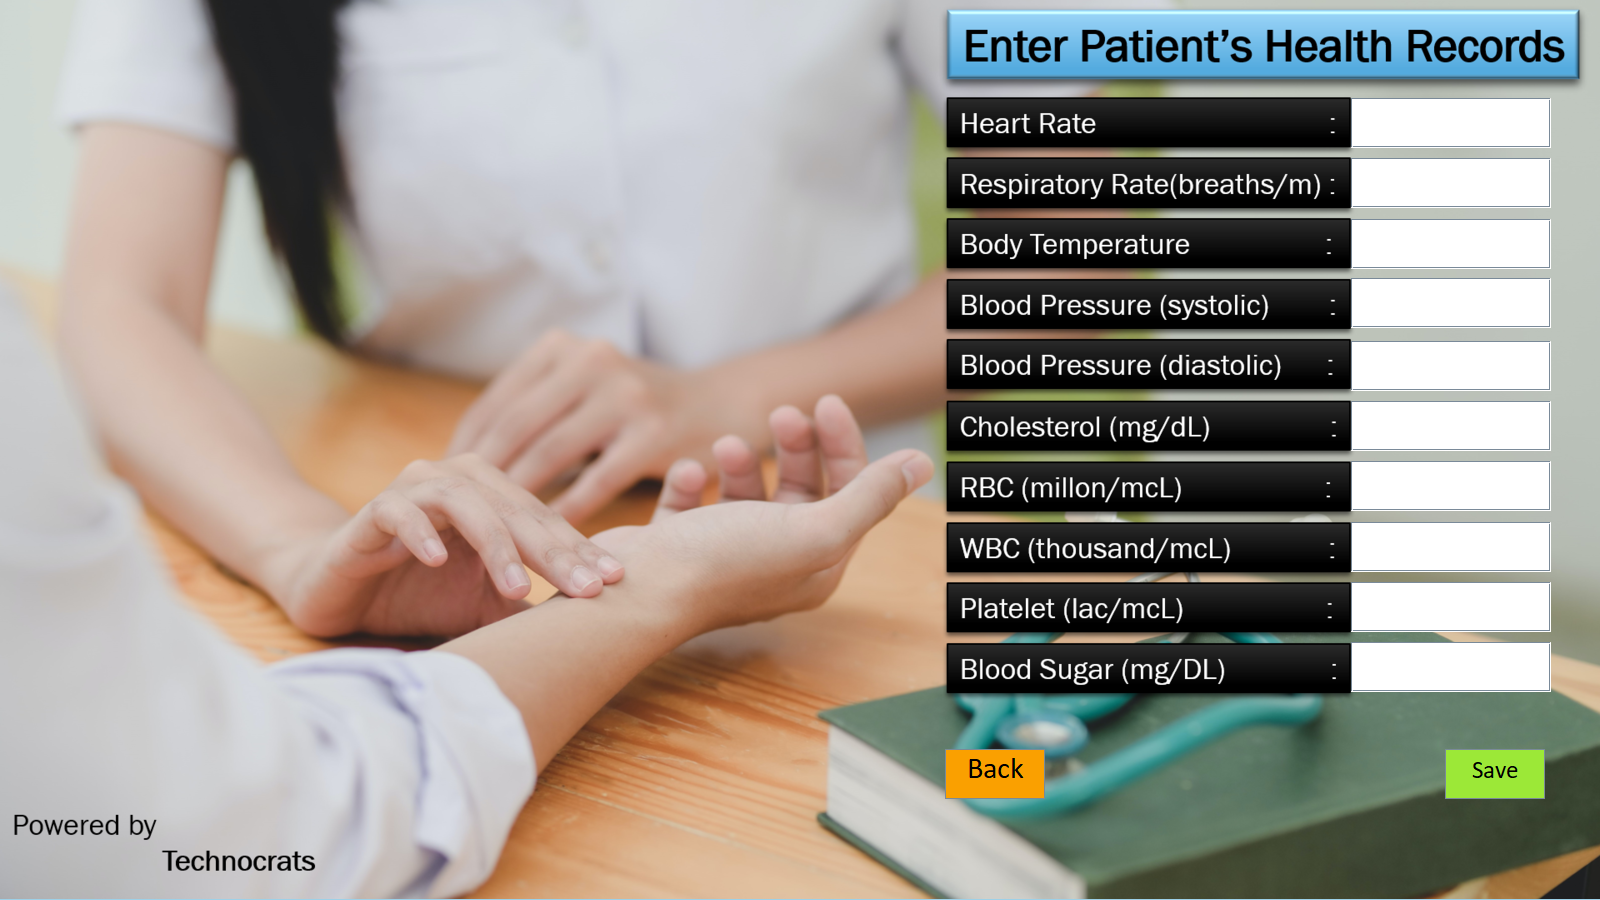 Enter Patient’s Health Records
Heart Rate :
Respiratory Rate(breaths/m) :
Body Temperature :
Blood Pressure (systolic) :
Blood Pressure (diastolic) :
Cholesterol (mg/dL) :
RBC (millon/mcL) :
WBC (thousand/mcL) :
Platelet (lac/mcL) :
Blood Sugar (mg/DL) :
Back
Save
Powered by
Technocrats